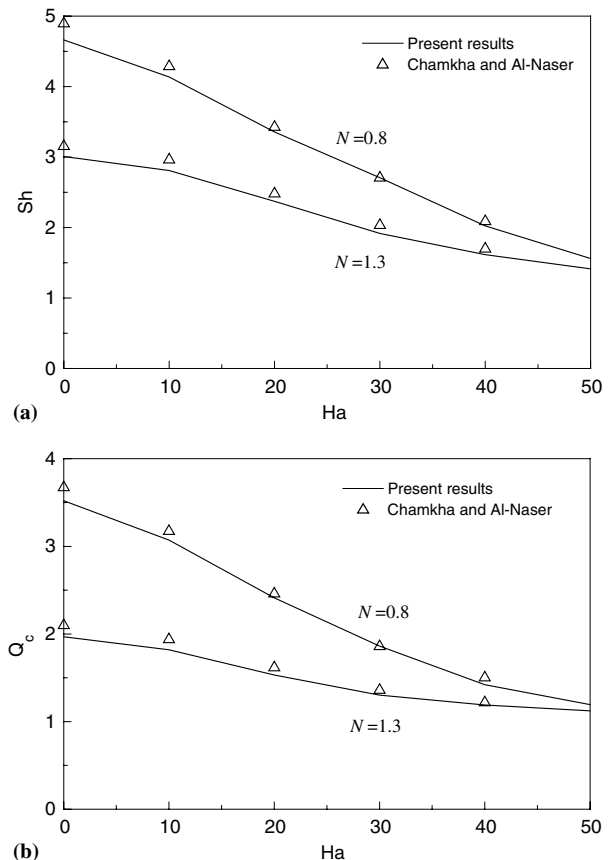 5
4
3
2
1
0
Sh
Present results
Chamkha and Al-Naser
N=0.8
N=1.3
0 10 20 30 40 50
(a)
Ha
4
3
2
1
0
Q_c
Present results
Chamkha and Al-Naser
N=0.8
N=1.3
0 10 20 30 40 50
(b)
Ha